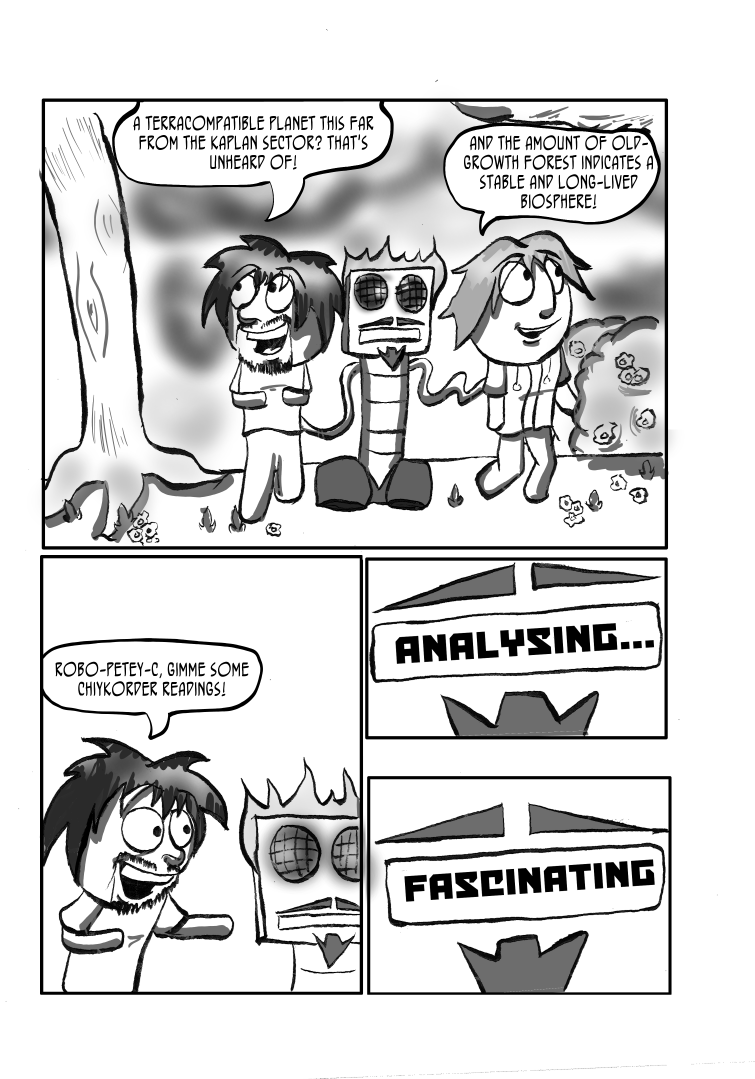 A TERRACOMPATIBLE PLANET THIS FAR
FROM THE KAPLAN SECTOR? THAT'S
UNHEARD OF!
AND THE AMOUNT OF OLD-
GROWTH FOREST INDICATES A
STABLE AND LONG-LIVED
BIOSPHERE!
ROBO-PETEY-C, GIMME SOME
CHIYKORDER READINGS!
ANALYSING...
FASCINATING